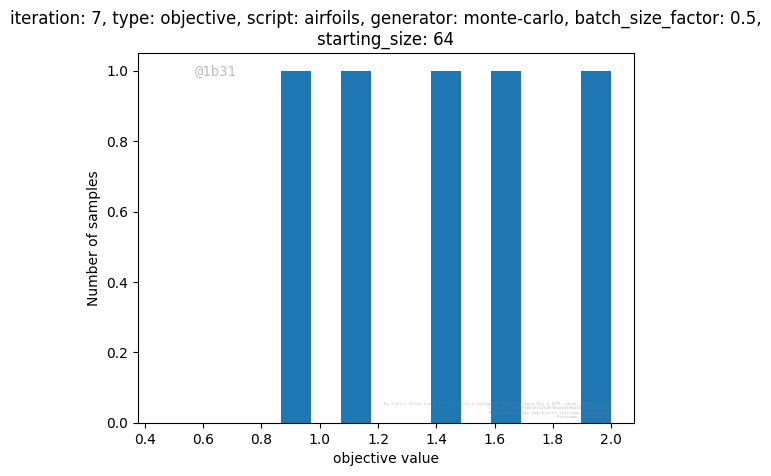 iteration: 7, type: objective, script: airfoils, generator: monte-carlo, batch_size_factor: 0.5,
starting_size: 64
@1b31
1.0
0.8
0.6
0.4
0.2
0.0
Number of samples
0.4 0.6 0.8 1.0 1.2 1.4 1.6 1.8 2.0
objective value